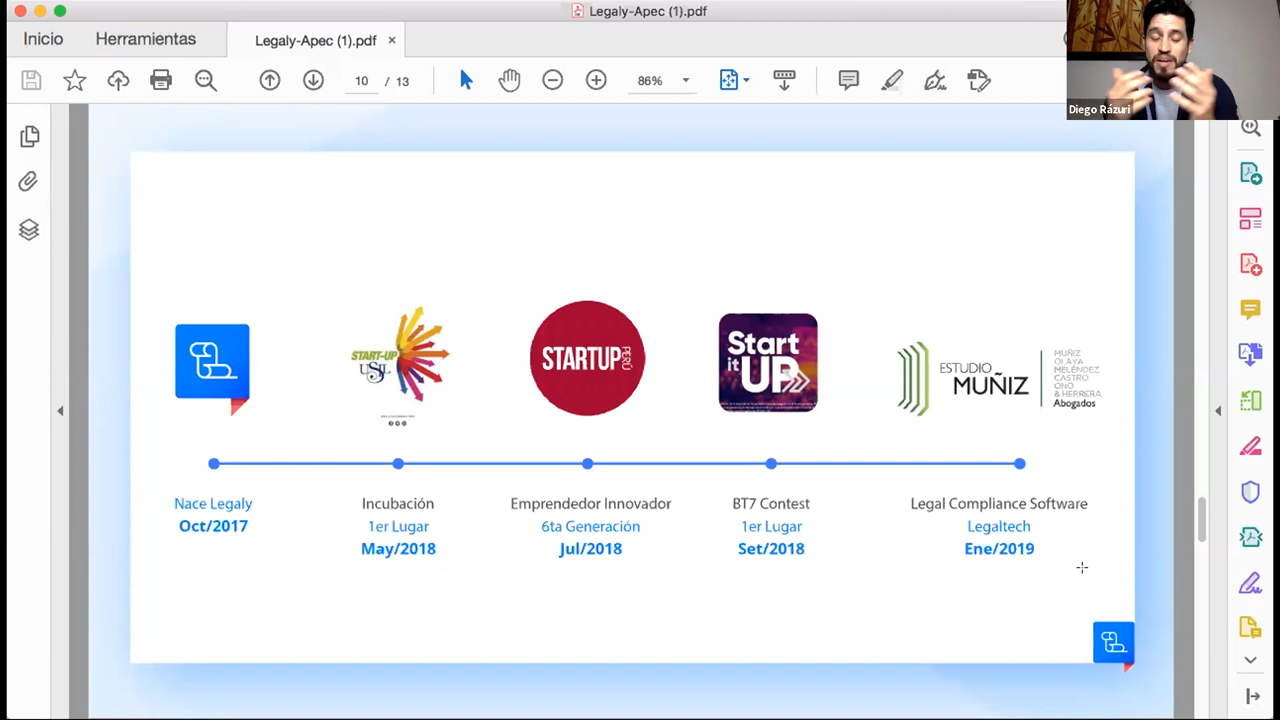 Legaly-Apec (1).pdf
Inicio
Herramientas
Legaly-Apec (1).pdf ×
10 / 13
86%
Diego Rázuri
START-UP
USIL
STARTUP PERÚ
Start
it UP
ESTUDIO
MUÑIZ
MUÑIZ
OLAYA
MELÉNDEZ
CASTRO
ONO
& HERRERA
Abogados
Nace Legaly
Oct/2017
Incubación
1er Lugar
May/2018
Emprendedor Innovador
6ta Generación
Jul/2018
BT7 Contest
1er Lugar
Set/2018
Legal Compliance Software
Legaltech
Ene/2019